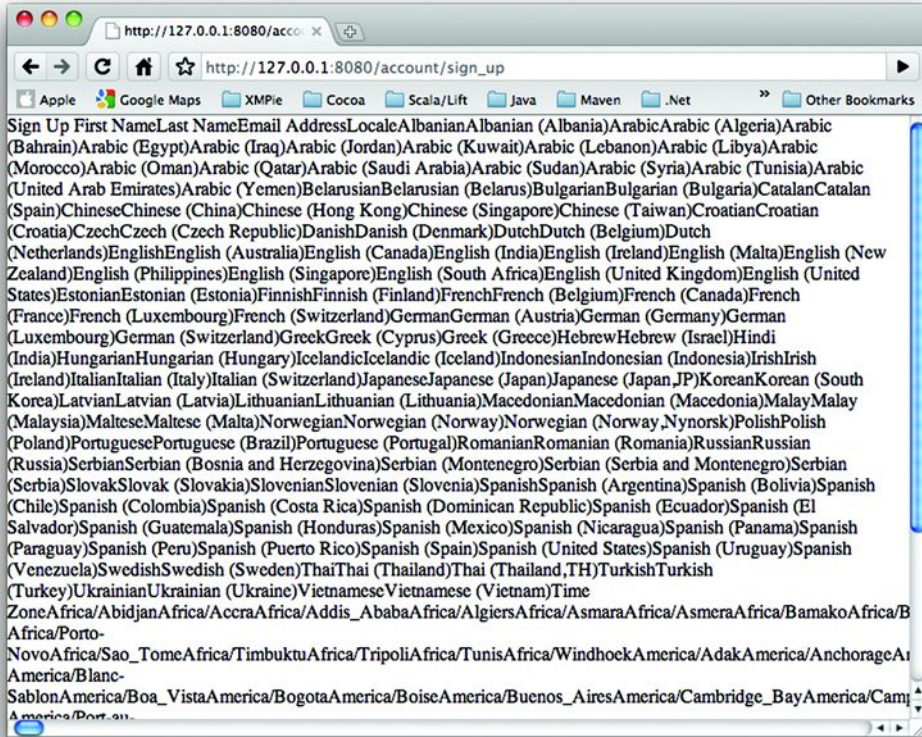 http://127.0.0.1:8080/acco
http://127.0.0.1:8080/account/sign_up
Apple Google Maps XMPie Cocoa Scala/Lift Java Maven .Net » Other Bookmarks
Sign Up First NameLast NameEmail AddressLocaleAlbanianAlbanian (Albania)ArabicArabic (Algeria)Arabic
(Bahrain)Arabic (Egypt)Arabic (Iraq)Arabic (Jordan)Arabic (Kuwait)Arabic (Lebanon)Arabic (Libya)Arabic
(Morocco)Arabic (Oman)Arabic (Qatar)Arabic (Saudi Arabia)Arabic (Sudan)Arabic (Syria)Arabic (Tunisia)Arabic
(United Arab Emirates)Arabic (Yemen)BelarusianBelarusian (Belarus)BulgarianBulgarian (Bulgaria)CatalanCatalan
(Spain)ChineseChinese (China)Chinese (Hong Kong)Chinese (Singapore)Chinese (Taiwan)CroatianCroatian
(Croatia)CzechCzech (Czech Republic)DanishDanish (Denmark)DutchDutch (Belgium)Dutch
(Netherlands)EnglishEnglish (Australia)English (Canada)English (India)English (Ireland)English (Malta)English (New
Zealand)English (Philippines)English (Singapore)English (South Africa)English (United Kingdom)English (United
States)EstonianEstonian (Estonia)FinnishFinnish (Finland)FrenchFrench (Belgium)French (Canada)French
(France)French (Luxembourg)French (Switzerland)GermanGerman (Austria)German (Germany)German
(Luxembourg)German (Switzerland)GreekGreek (Cyprus)Greek (Greece)HebrewHebrew (Israel)Hindi
(India)HungarianHungarian (Hungary)IcelandicIcelandic (Iceland)IndonesianIndonesian (Indonesia)IrishIrish
(Ireland)ItalianItalian (Italy)Italian (Switzerland)JapaneseJapanese (Japan)Japanese (Japan,JP)KoreanKorean (South
Korea)LatvianLatvian (Latvia)LithuanianLithuanian (Lithuania)MacedonianMacedonian (Macedonia)MalayMalay
(Malaysia)MalteseMaltese (Malta)NorwegianNorwegian (Norway)Norwegian (Norway,Nynorsk)PolishPolish
(Poland)PortuguesePortuguese (Brazil)Portuguese (Portugal)RomanianRomanian (Romania)RussianRussian
(Russia)SerbianSerbian (Bosnia and Herzegovina)Serbian (Montenegro)Serbian (Serbia and Montenegro)Serbian
(Serbia)SlovakSlovak (Slovakia)SlovenianSlovenian (Slovenia)SpanishSpanish (Argentina)Spanish (Bolivia)Spanish
(Chile)Spanish (Colombia)Spanish (Costa Rica)Spanish (Dominican Republic)Spanish (Ecuador)Spanish (El
Salvador)Spanish (Guatemala)Spanish (Honduras)Spanish (Mexico)Spanish (Nicaragua)Spanish (Panama)Spanish
(Paraguay)Spanish (Peru)Spanish (Puerto Rico)Spanish (Spain)Spanish (United States)Spanish (Uruguay)Spanish
(Venezuela)SwedishSwedish (Sweden)ThaiThai (Thailand)Thai (Thailand,TH)TurkishTurkish
(Turkey)UkrainianUkrainian (Ukraine)VietnameseVietnamese (Vietnam)Time
ZoneAfrica/AbidjanAfrica/AccraAfrica/Addis_AbabaAfrica/AlgiersAfrica/AsmaraAfrica/AsmeraAfrica/BamakoAfrica/B
Africa/Porto-
NovoAfrica/Sao_TomeAfrica/TimbuktuAfrica/TripoliAfrica/TunisAfrica/WindhoekAmerica/AdakAmerica/AnchorageA
America/Blanc-
SablonAmerica/Boa_VistaAmerica/BogotaAmerica/BoiseAmerica/Buenos_AiresAmerica/Cambridge_BayAmerica/Cam
America/Port-au-